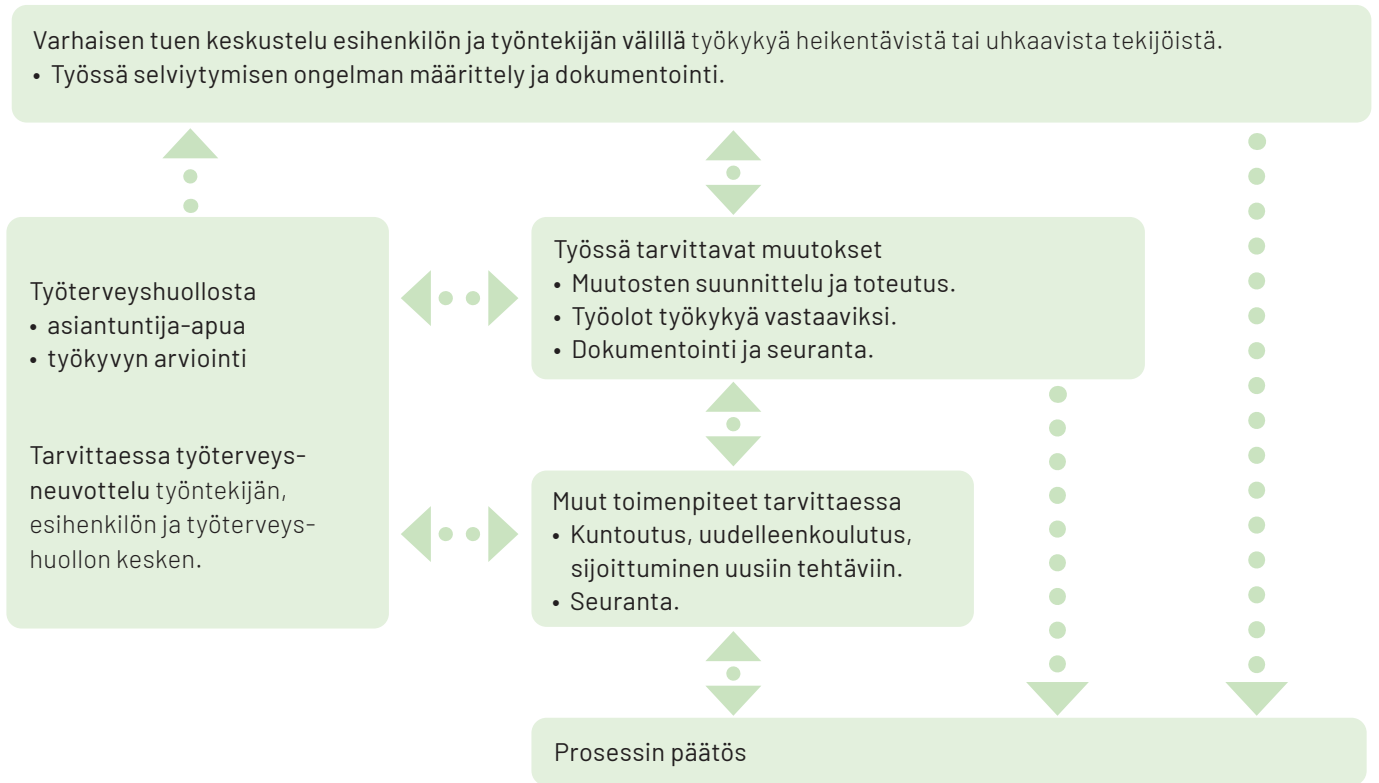 Varhaisen tuen keskustelu esihenkilön ja työntekijän välillä työkykyä heikentävistä tai uhkaavista tekijöistä.
• Työssä selviytymisen ongelman määrittely ja dokumentointi.
Työterveyshuollosta
• asiantuntija-apua
• työkyvyn arviointi
Tarvittaessa työterveys-
neuvottelu työntekijän,
esihenkilön ja työterveys-
huollon kesken.
Työssä tarvittavat muutokset
• Muutosten suunnittelu ja toteutus.
• Työolot työkykyä vastaaviksi.
• Dokumentointi ja seuranta.
Muut toimenpiteet tarvittaessa
• Kuntoutus, uudelleenkoulutus,
sijoittuminen uusiin tehtäviin.
• Seuranta.
Prosessin päätös